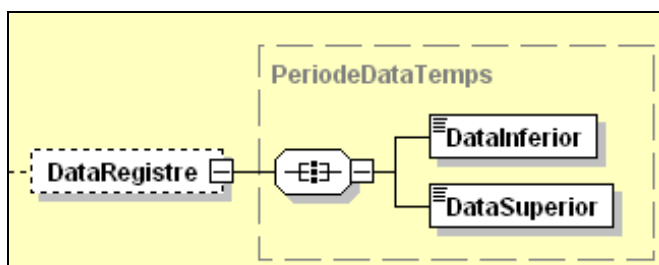 PeriodeDataTemps
DataInferior
DataRegistre
DataSuperior